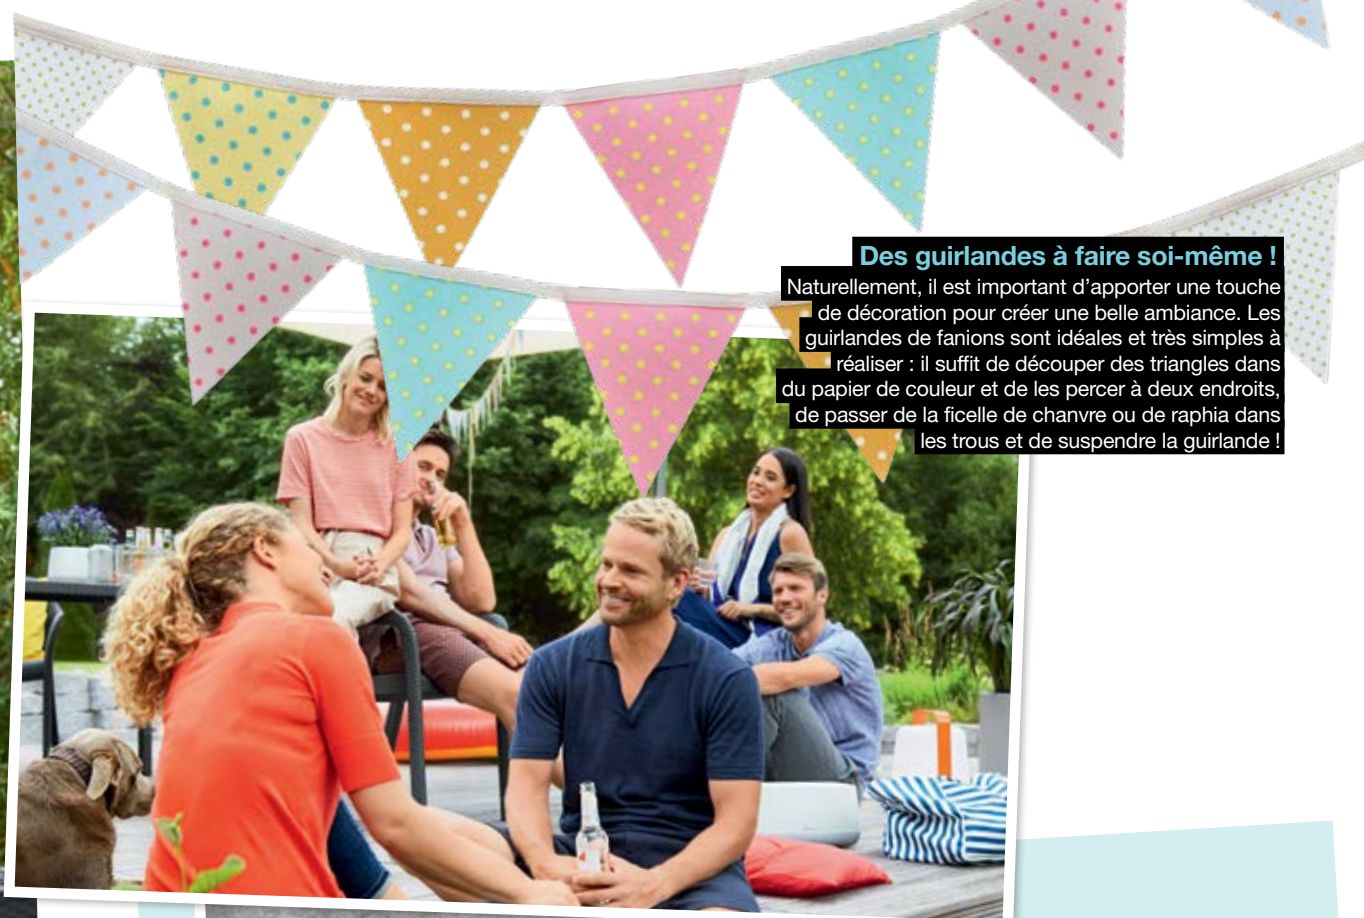 Des guirlandes à faire soi-même !
Naturellement, il est important d’apporter une touche
de décoration pour créer une belle ambiance. Les
guirlandes de fanions sont idéales et très simples à
réaliser : il suffit de découper des triangles dans
du papier de couleur et de les percer à deux endroits,
de passer de la ficelle de chanvre ou de raphia dans
les trous et de suspendre la guirlande !